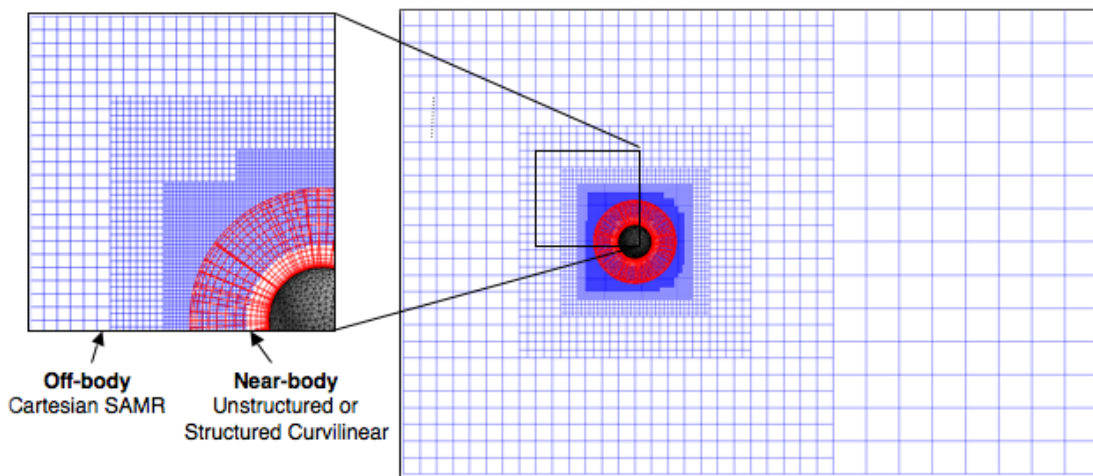 Off-body
Cartesian SAMR
Near-body
Unstructured or
Structured Curvilinear